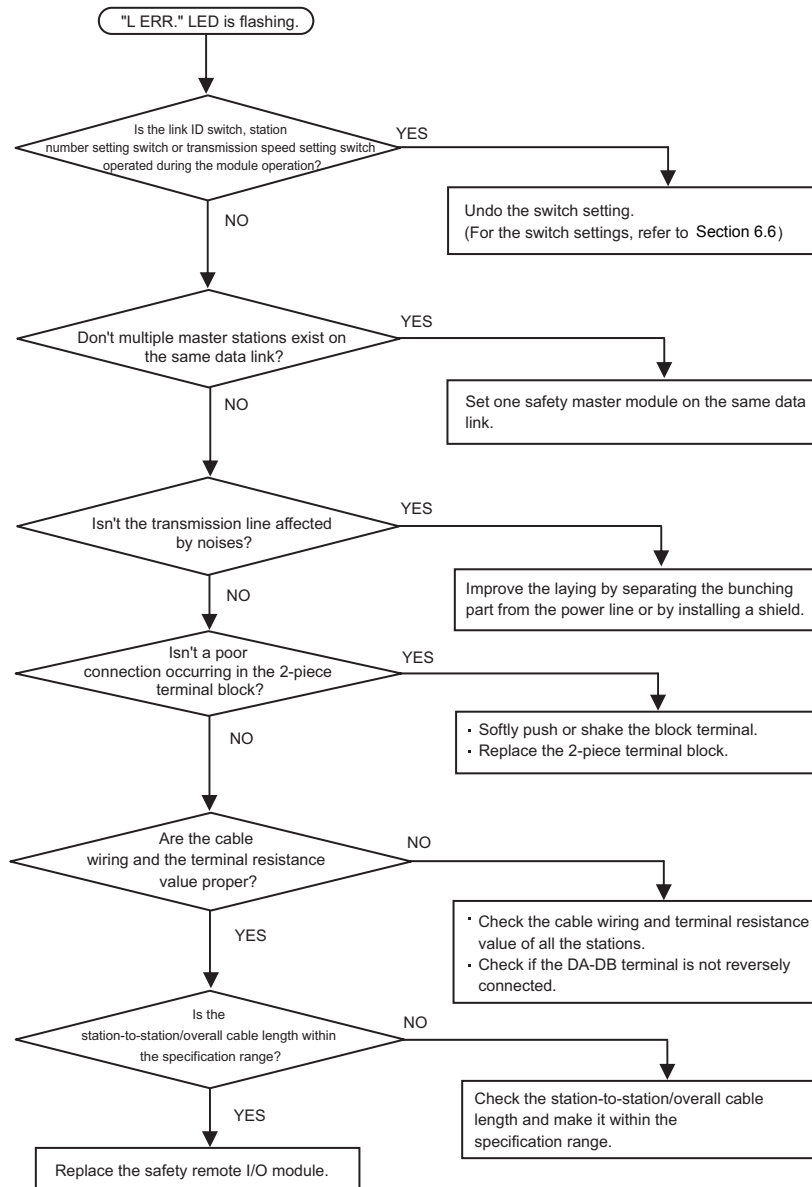 "L ERR." LED is flashing.
Is the link ID switch, station
number setting switch or transmission speed setting switch
operated during the module operation?
YES
Undo the switch setting.
(For the switch settings, refer to Section 6.6)
NO
Don't multiple master stations exist on
the same data link?
YES
Set one safety master module on the same data
link.
NO
Isn't the transmission line affected
by noises?
YES
Improve the laying by separating the bunching
part from the power line or by installing a shield.
NO
Isn't a poor
connection occurring in the 2-piece
terminal block?
YES
· Softly push or shake the block terminal.
· Replace the 2-piece terminal block.
NO
Are the cable
wiring and the terminal resistance
value proper?
NO
· Check the cable wiring and terminal resistance
value of all the stations.
· Check if the DA-DB terminal is not reversely
connected.
YES
Is the
station-to-station/overall cable length within
the specification range?
NO
Check the station-to-station/overall cable
length and make it within the
specification range.
YES
Replace the safety remote I/O module.